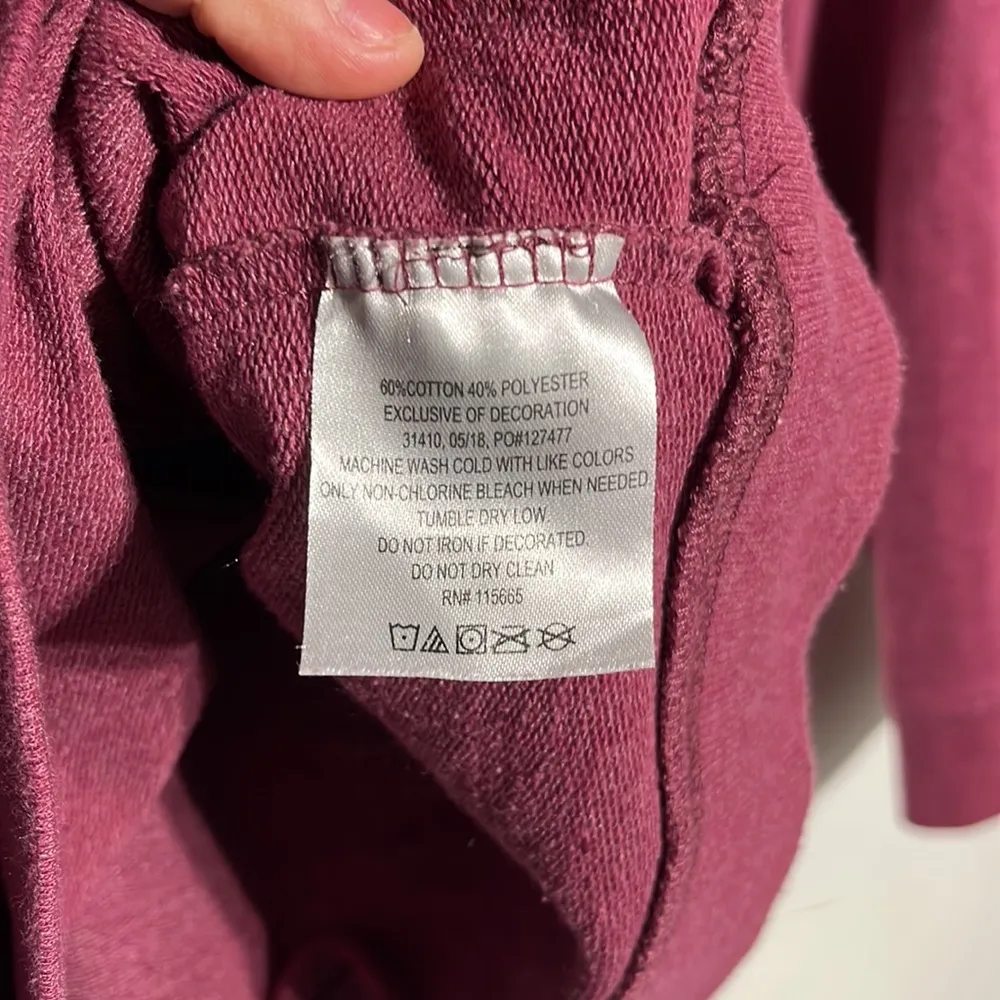 60%COTTON 40% POLYESTER
EXCLUSIVE OF DECORATION
31410, 05/18, PO#127477
MACHINE WASH COLD WITH LIKE COLORS
ONLY NON-CHLORINE BLEACH WHEN NEEDED
TUMBLE DRY LOW.
DO NOT IRON IF DECORATED.
DO NOT DRY CLEAN
RN# 115665